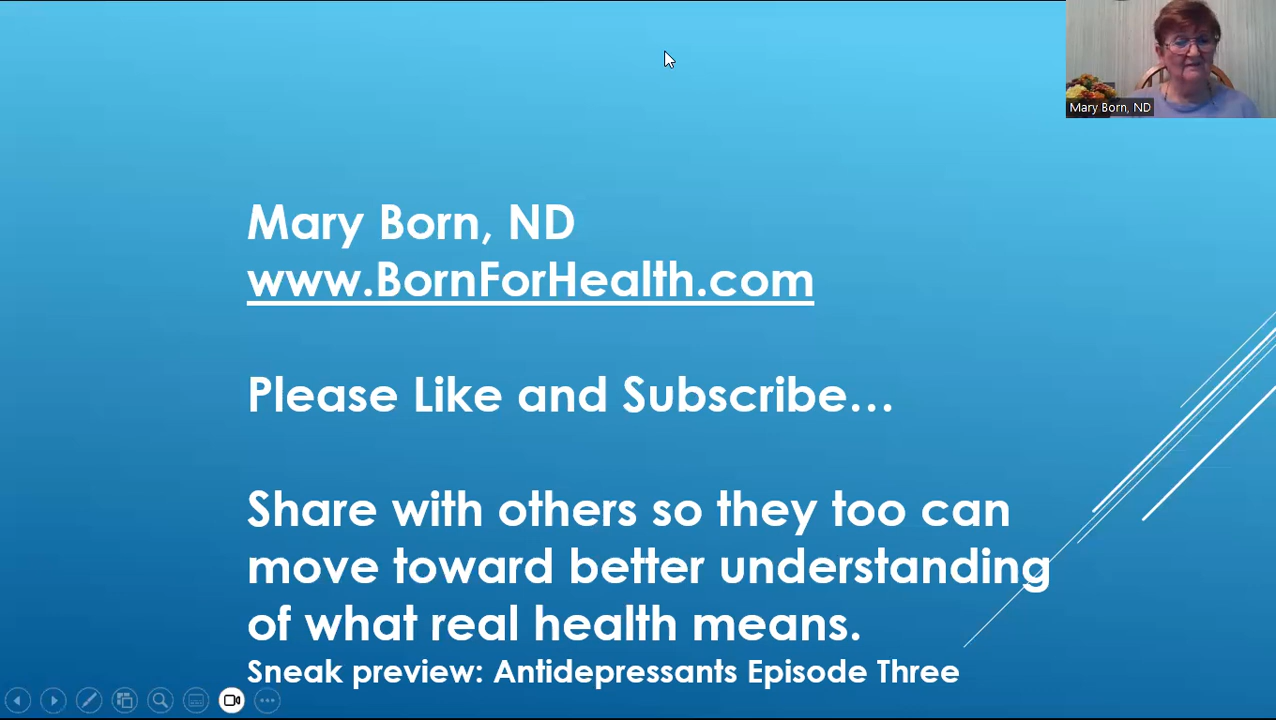 Mary Born, ND
Mary Born, ND
www.BornForHealth.com
Please Like and Subscribe…
Share with others so they too can
move toward better understanding
of what real health means.
Sneak preview: Antidepressants Episode Three